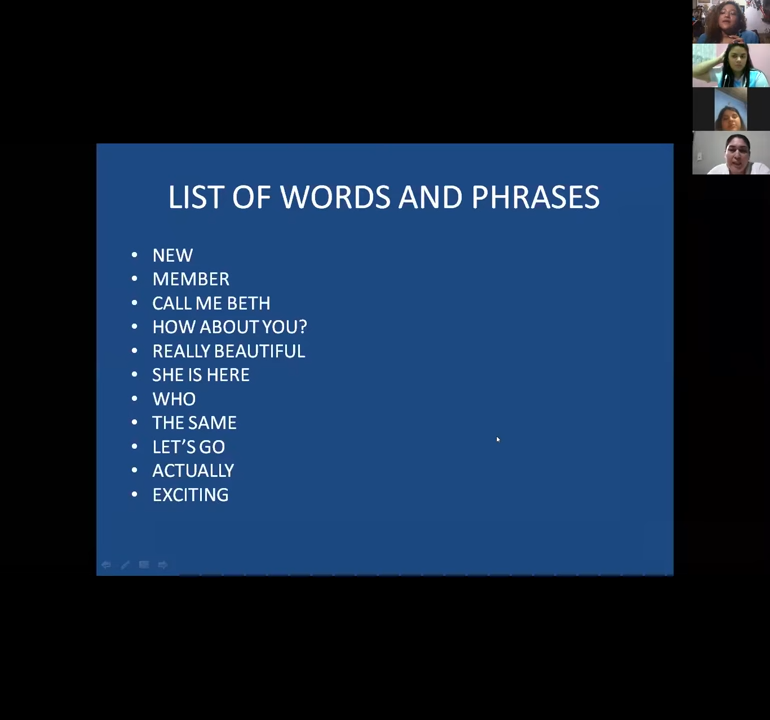 LIST OF WORDS AND PHRASES
• NEW
• MEMBER
• CALL ME BETH
• HOW ABOUT YOU?
• REALLY BEAUTIFUL
• SHE IS HERE
• WHO
• THE SAME
• LET'S GO
• ACTUALLY
• EXCITING